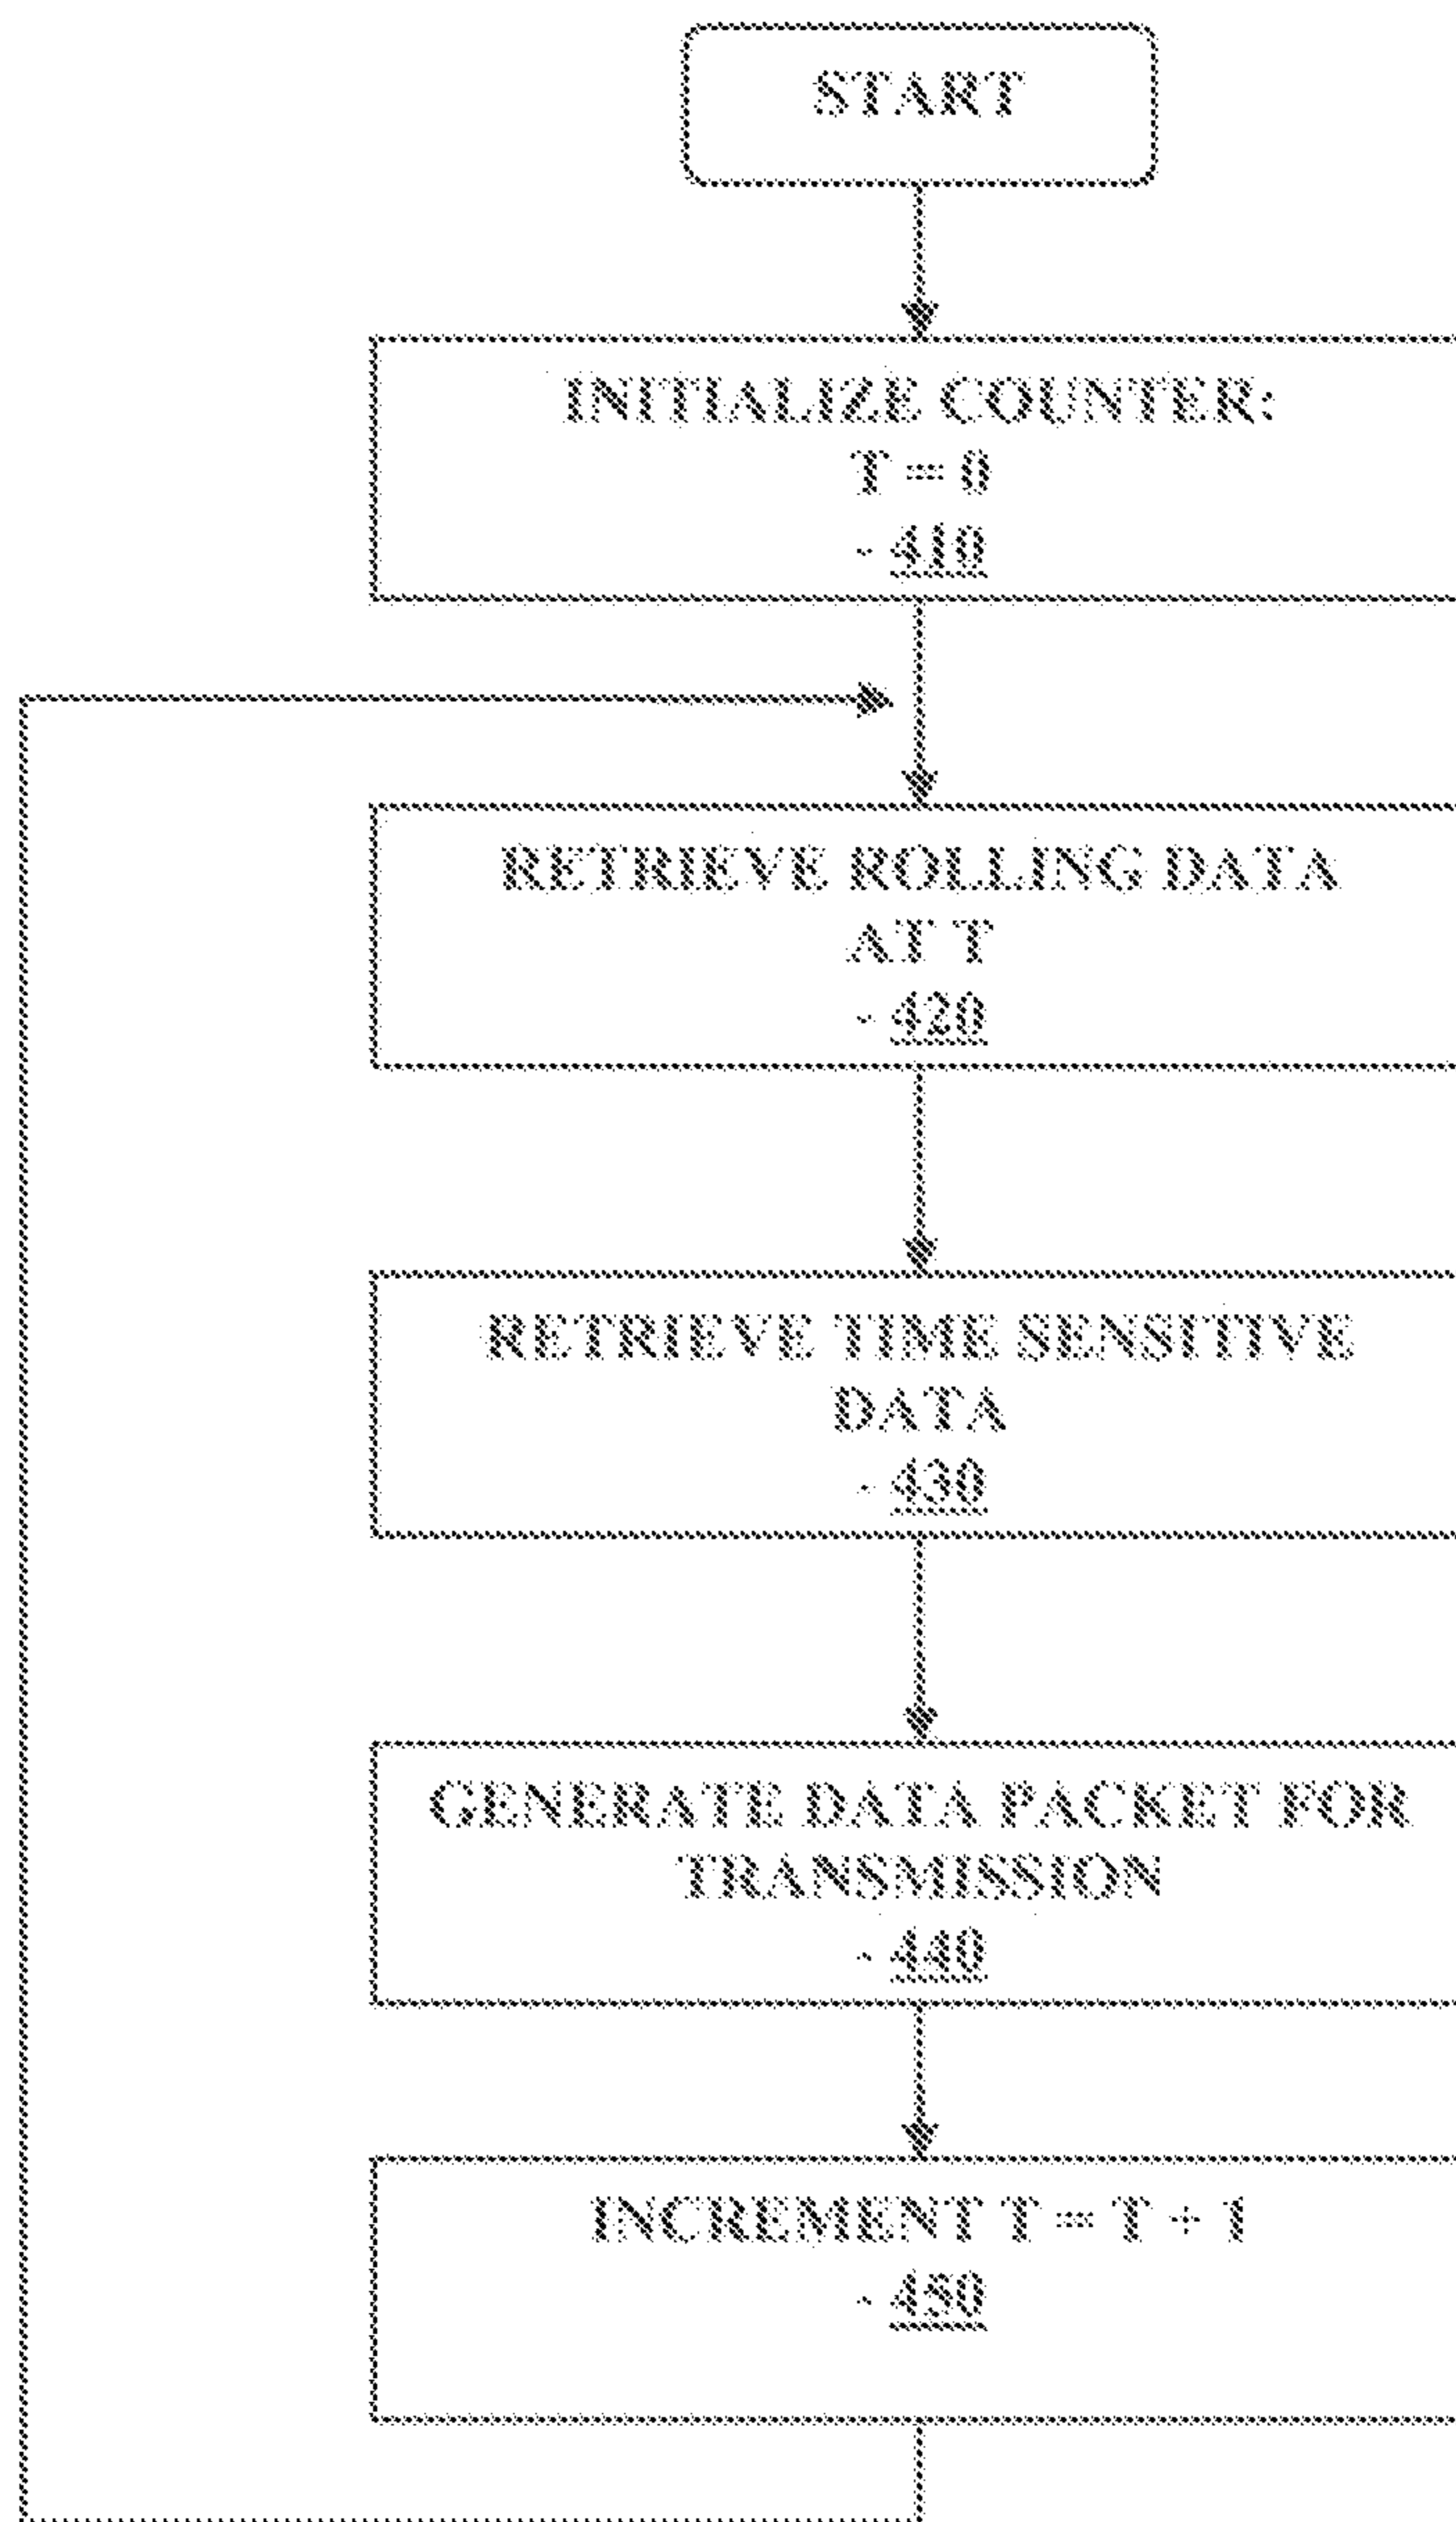 START
INITIALIZE COUNTER:
T = 0
- 410
RETRIEVE ROLLING DATA
AT T
- 420
RETRIEVE TIME SENSITIVE
DATA
- 430
GENERATE DATA PACKET FOR
TRANSMISSION
- 440
INCREMENT T = T + 1
- 450